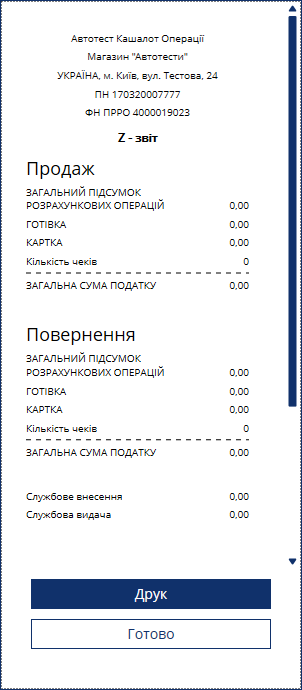 Автотест Кашалот Операції
Магазин "Автотести"
УКРАЇНА, м. Київ, вул. Тестова, 24
ПН 170320007777
ФН ПРРО 4000019023
Z - звіт
Продаж
ЗАГАЛЬНИЙ ПІДСУМОК
РОЗРАХУНКОВИХ ОПЕРАЦІЙ 0,00
ГОТІВКА 0,00
КАРТКА 0,00
Кількість чеків 0
ЗАГАЛЬНА СУМА ПОДАТКУ 0,00
Повернення
ЗАГАЛЬНИЙ ПІДСУМОК
РОЗРАХУНКОВИХ ОПЕРАЦІЙ 0,00
ГОТІВКА 0,00
КАРТКА 0,00
Кількість чеків 0
ЗАГАЛЬНА СУМА ПОДАТКУ 0,00
Службове внесення 0,00
Службова видача 0,00
Друк
Готово